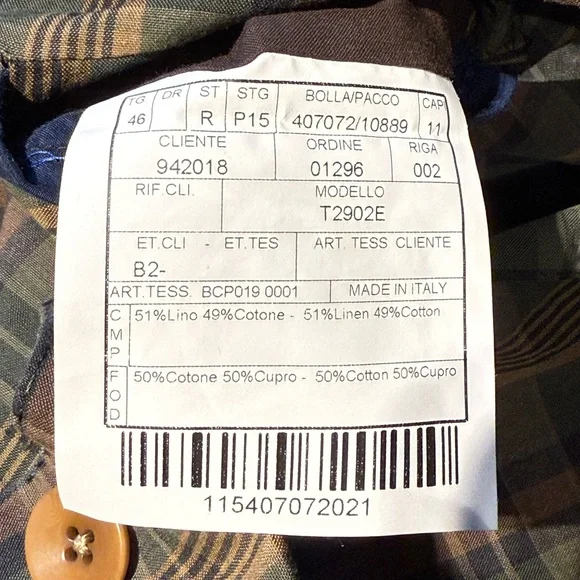 TG DR ST STG BOLLA/PACCO CAP
46 R P15 407072/10889 11
CLIENTE ORDINE RIGA
942018 01296 002
RIF.CLI. MODELLO
T2902E
ET.CLI - ET.TES ART. TESS CLIENTE
B2-
ART.TESS. BCP019 0001 MADE IN ITALY
CMP 51%Lino 49%Cotone - 51%Linen 49%Cotton
FOD 50%Cotone 50%Cupro - 50%Cotton 50%Cupro
115407072021